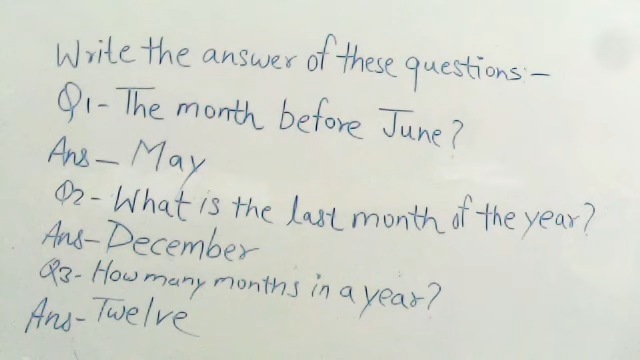 Write the answer of these questions:-
Q1- The month before June?
Ans- May
Q2- What is the last month of the year?
Ans- December
Q3- How many months in a year?
Ans- Twelve